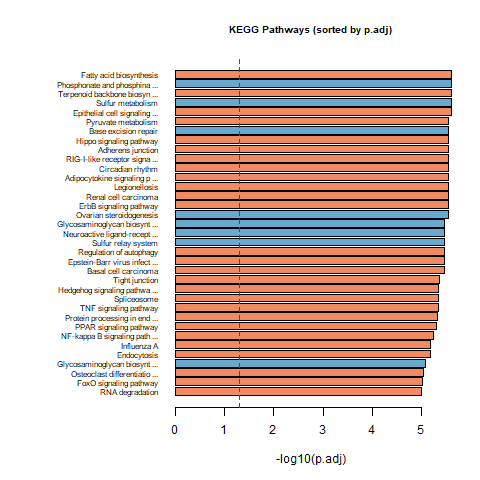 KEGG Pathways (sorted by p.adj)
Fatty acid biosynthesis
Phosphonate and phosphina ...
Terpenoid backbone biosyn ...
Sulfur metabolism
Epithelial cell signaling ...
Pyruvate metabolism
Base excision repair
Hippo signaling pathway
Adherens junction
RIG-I-like receptor signa ...
Circadian rhythm
Adipocytokine signaling p ...
Legionellosis
Renal cell carcinoma
ErbB signaling pathway
Ovarian steroidogenesis
Glycosaminoglycan biosynt ...
Neuroactive ligand-recept ...
Sulfur relay system
Regulation of autophagy
Epstein-Barr virus infect ...
Basal cell carcinoma
Tight junction
Hedgehog signaling pathwa ...
Spliceosome
TNF signaling pathway
Protein processing in end ...
PPAR signaling pathway
NF-kappa B signaling path ...
Influenza A
Endocytosis
Glycosaminoglycan biosynt ...
Osteoclast differentiatio ...
FoxO signaling pathway
RNA degradation
0 1 2 3 4 5
-log10(p.adj)